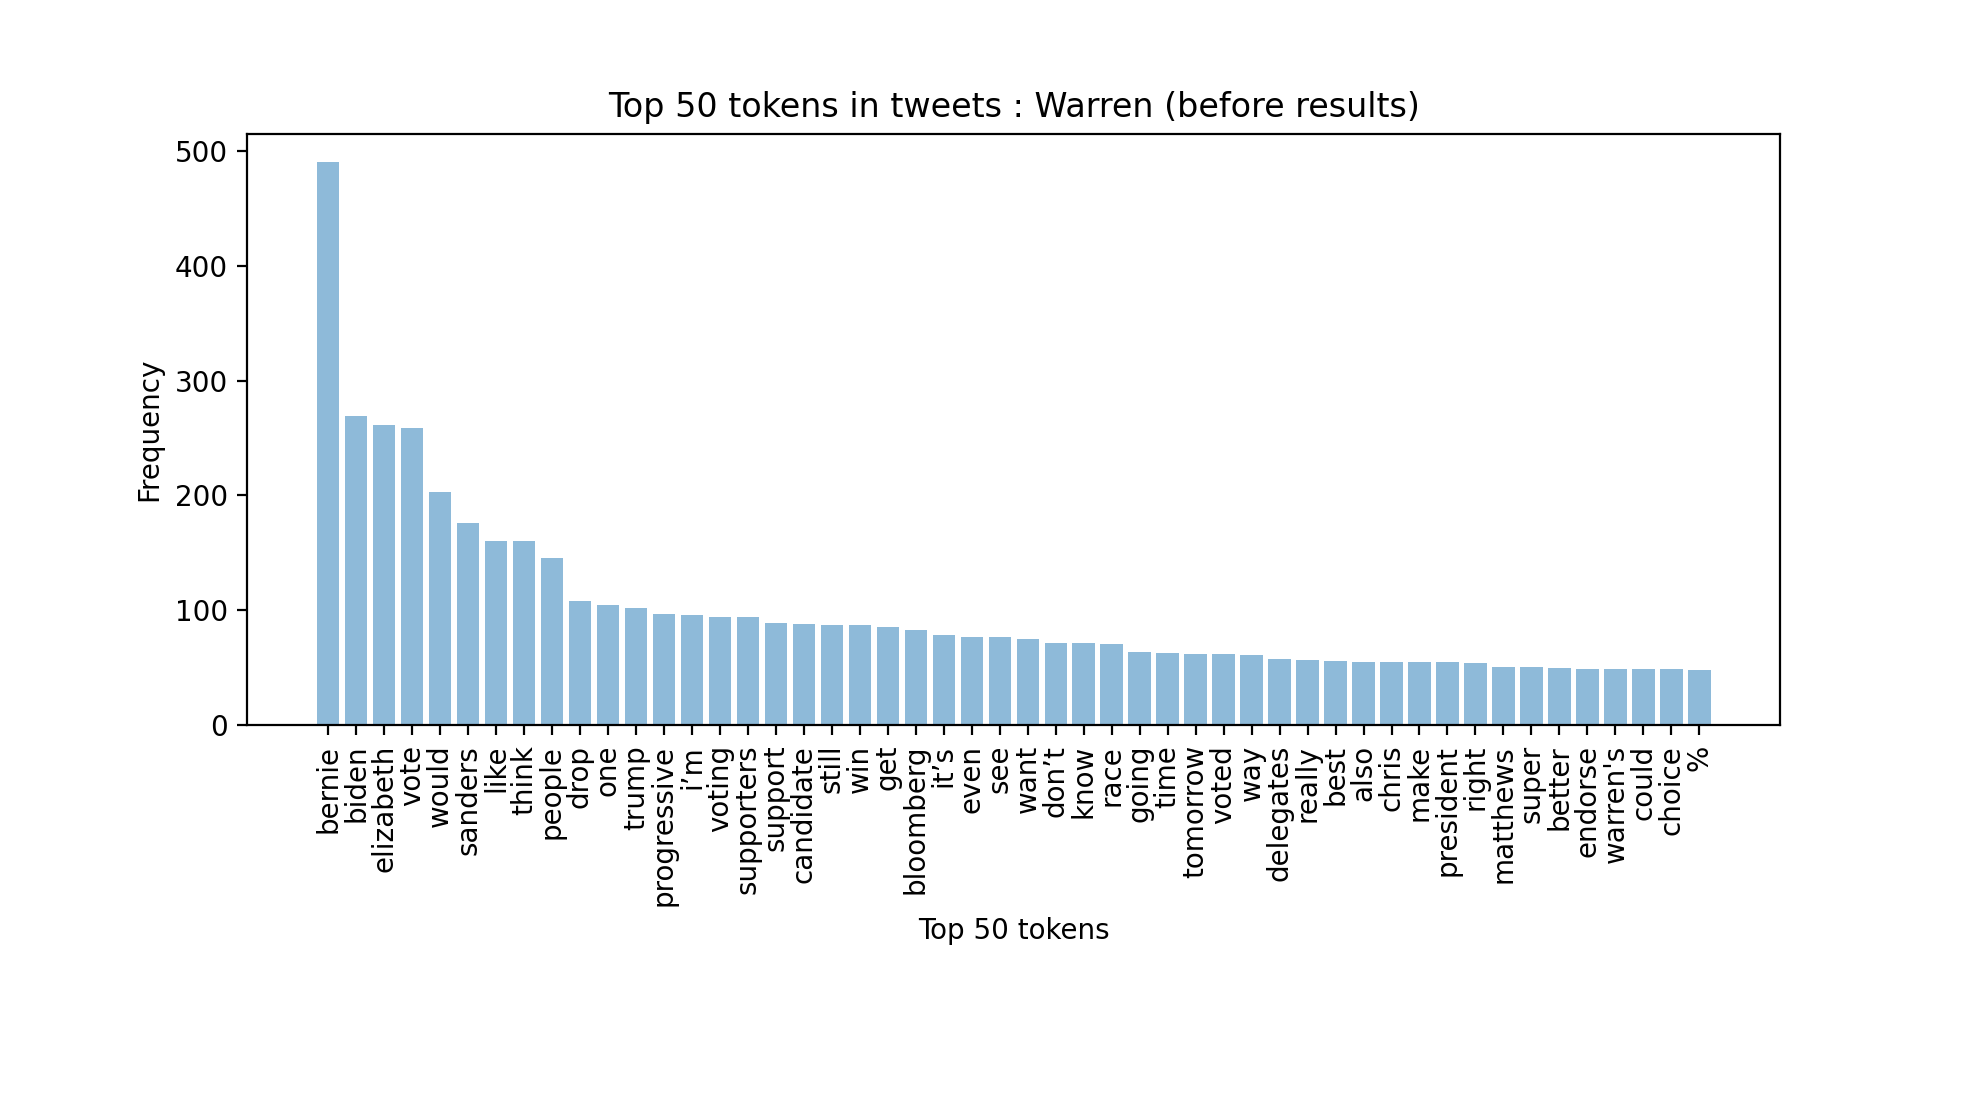 Top 50 tokens in tweets : Warren (before results)
500
400
300
200
100
0
Frequency
bernie
biden
elizabeth
vote
would
sanders
like
think
people
drop
one
trump
progressive
i’m
voting
supporters
support
candidate
still
win
get
bloomberg
it’s
even
see
want
don’t
know
race
going
time
tomorrow
voted
way
delegates
really
best
also
chris
make
president
right
matthews
super
better
endorse
warren's
could
choice
%
Top 50 tokens